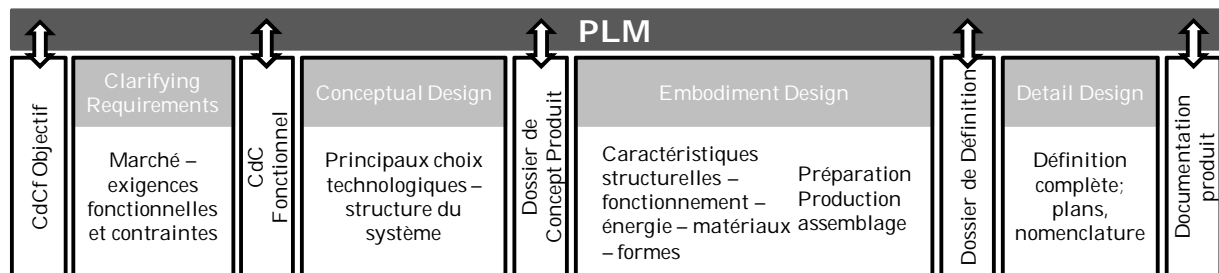 PLM
CdCf Objectif
Clarifying
Requirements
Marché –
exigences
fonctionnelles
et contraintes
CdC
Fonctionnel
Conceptual Design
Principaux choix
technologiques –
structure du
système
Dossier de
Concept Produit
Embodiment Design
Caractéristiques
structurelles –
fonctionnement –
énergie – matériaux
– formes
Préparation
Production
assemblage
Dossier de Définition
Detail Design
Définition
complète;
plans,
nomenclature
Documentation
produit